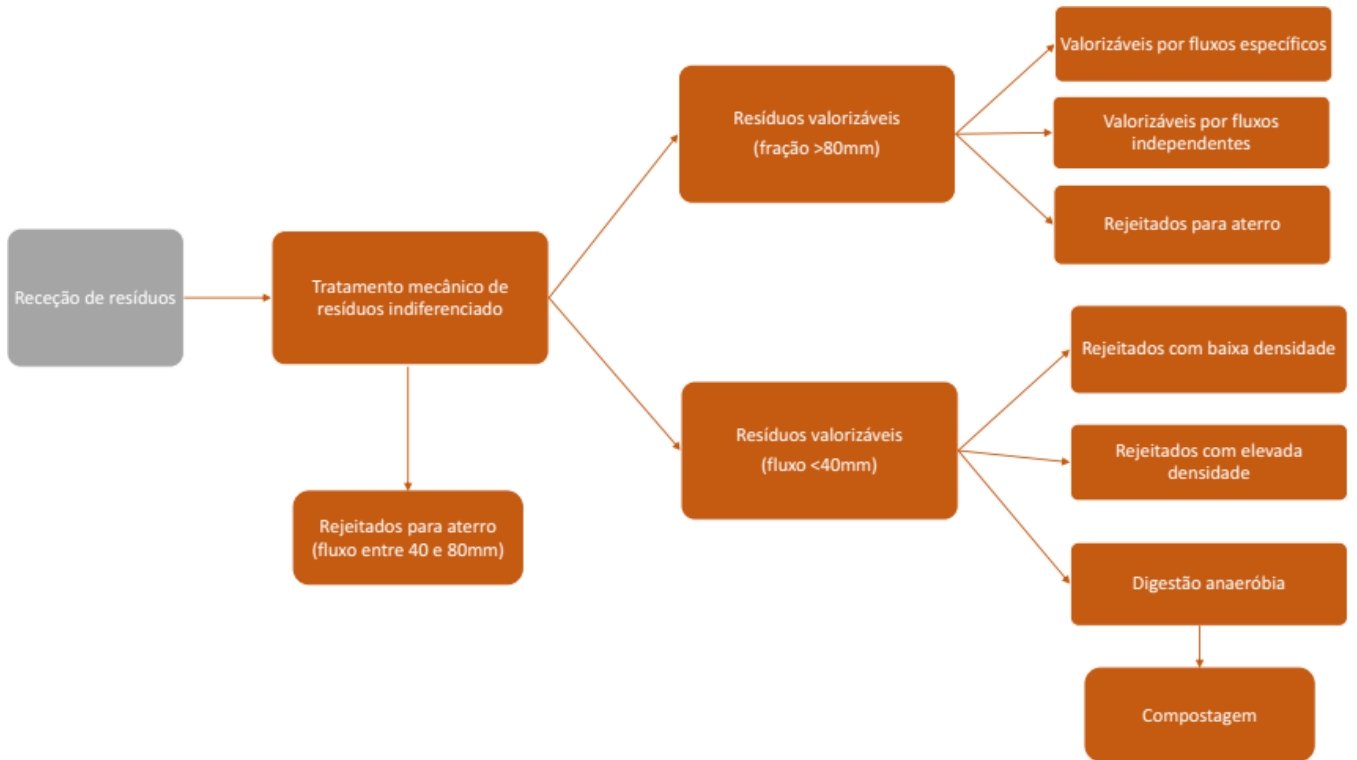 Receção de resíduos
Tratamento mecânico de
resíduos indiferenciado
Rejeitados para aterro
(fluxo entre 40 e 80mm)
Resíduos valorizáveis
(fração >80mm)
Valorizáveis por fluxos específicos
Valorizáveis por fluxos
independentes
Rejeitados para aterro
Resíduos valorizáveis
(fluxo <40mm)
Rejeitados com baixa densidade
Rejeitados com elevada
densidade
Digestão anaeróbia
Compostagem